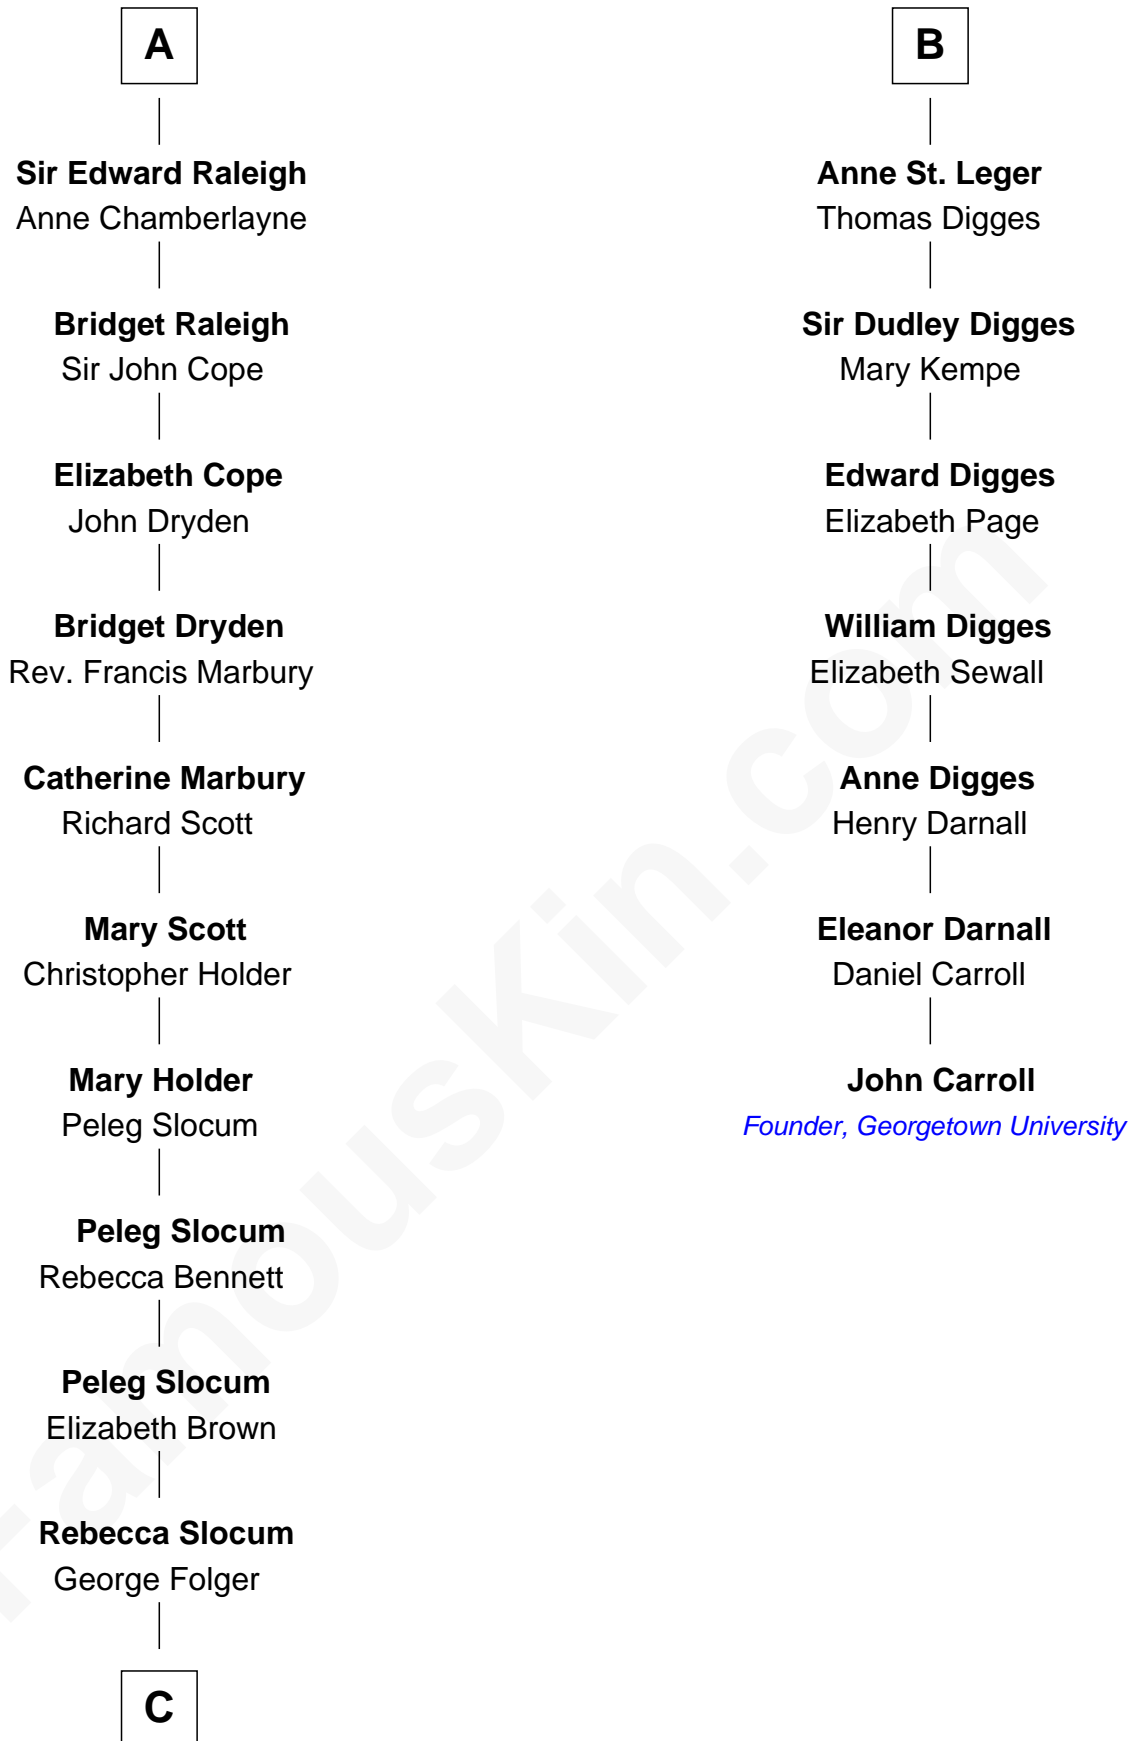 A
Sir Edward Raleigh
Anne Chamberlayne
Bridget Raleigh
Sir John Cope
Elizabeth Cope
John Dryden
Bridget Dryden
Rev. Francis Marbury
Catherine Marbury
Richard Scott
Mary Scott
Christopher Holder
Mary Holder
Peleg Slocum
Peleg Slocum
Rebecca Bennett
Peleg Slocum
Elizabeth Brown
Rebecca Slocum
George Folger
C
B
Anne St. Leger
Thomas Digges
Sir Dudley Digges
Mary Kempe
Edward Digges
Elizabeth Page
William Digges
Elizabeth Sewall
Anne Digges
Henry Darnall
Eleanor Darnall
Daniel Carroll
John Carroll
Founder, Georgetown University
FamousKin.com